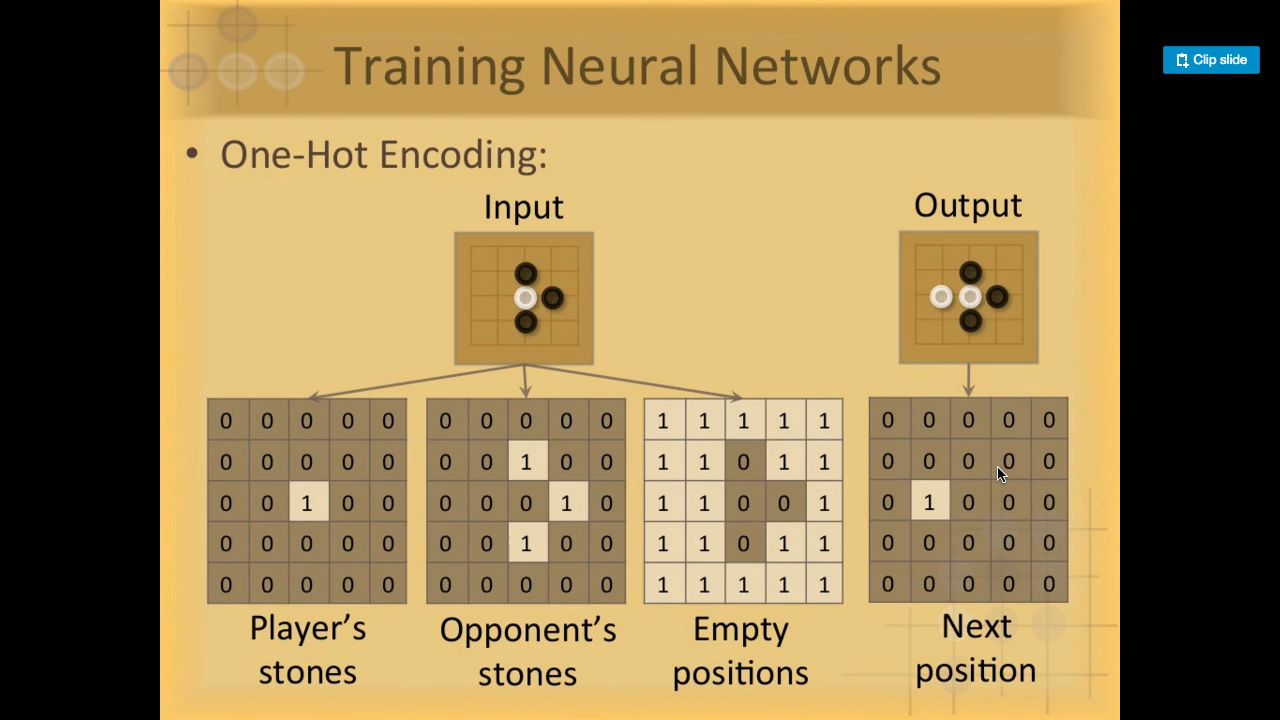 Training Neural Networks
Clip slide
• One-Hot Encoding:
Input
Output
0 0 0 0 0
0 0 0 0 0
0 0 1 0 0
0 0 0 0 0
0 0 0 0 0
Player's
stones
0 0 0 0 0
0 0 1 0 0
0 0 0 1 0
0 0 1 0 0
0 0 0 0 0
Opponent's
stones
1 1 1 1 1
1 1 0 1 1
1 1 0 0 1
1 1 0 1 1
1 1 1 1 1
Empty
positions
0 0 0 0 0
0 0 0 0 0
0 1 0 0 0
0 0 0 0 0
0 0 0 0 0
Next
position